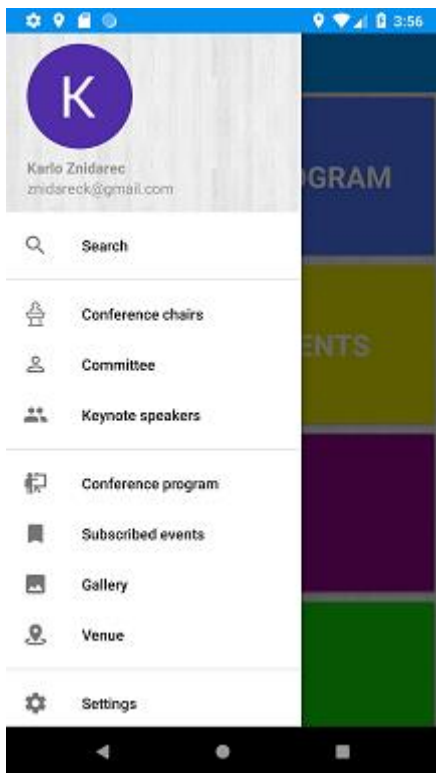 3:56
K
Karlo Znidarec
znidareck@gmail.com
OGRAM
Search
Conference chairs
ENTS
Committee
Keynote speakers
Conference program
Subscribed events
Gallery
Venue
Settings